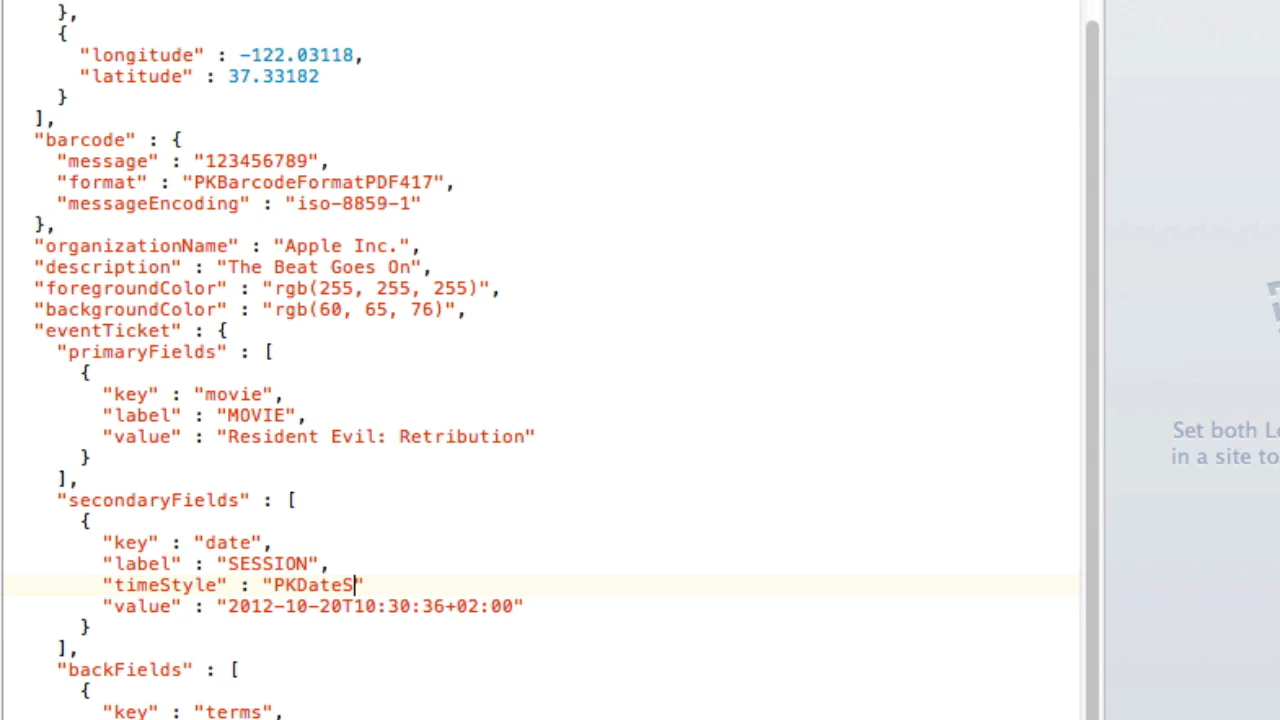 },
{
"longitude" : -122.03118,
"latitude" : 37.33182
}
],
"barcode" : {
"message" : "123456789",
"format" : "PKBarcodeFormatPDF417",
"messageEncoding" : "iso-8859-1"
},
"organizationName" : "Apple Inc.",
"description" : "The Beat Goes On",
"foregroundColor" : "rgb(255, 255, 255)",
"backgroundColor" : "rgb(60, 65, 76)",
"eventTicket" : {
"primaryFields" : [
{
"key" : "movie",
"label" : "MOVIE",
"value" : "Resident Evil: Retribution"
}
],
"secondaryFields" : [
{
"key" : "date",
"label" : "SESSION",
"timeStyle" : "PKDateS"
"value" : "2012-10-20T10:30:36+02:00"
}
],
"backFields" : [
{
"key" : "terms",
Set both Lo
in a site to